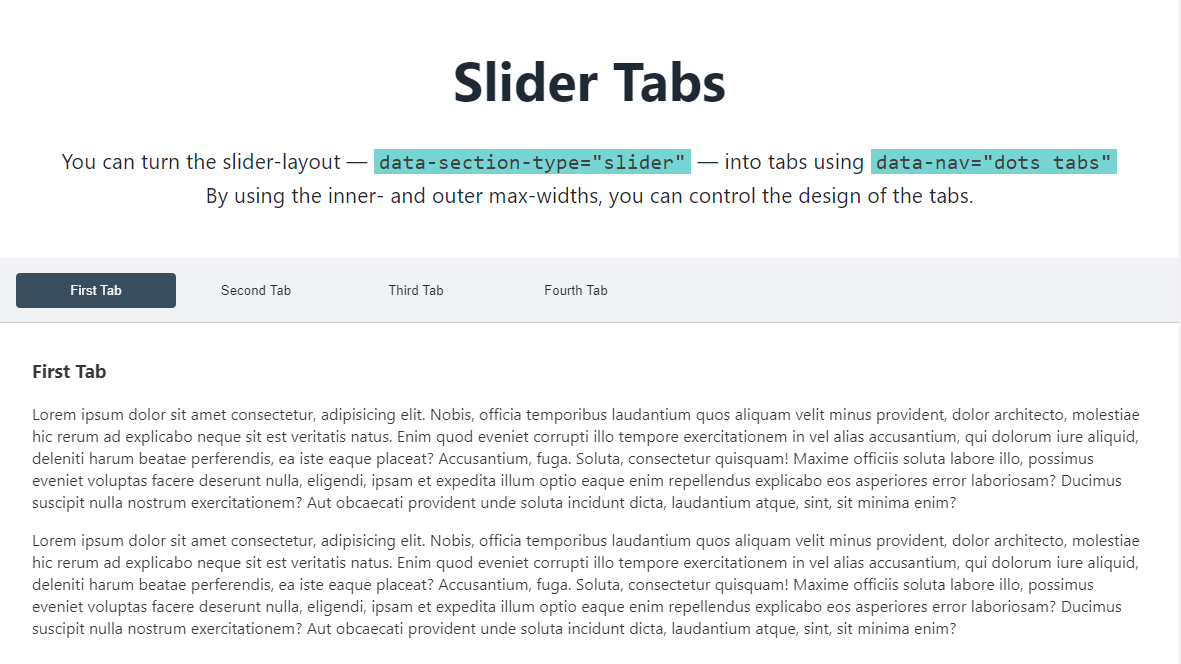 Slider Tabs
You can turn the slider-layout — data-section-type="slider" — into tabs using data-nav="dots tabs"
By using the inner- and outer max-widths, you can control the design of the tabs.
First Tab Second Tab Third Tab Fourth Tab
First Tab
Lorem ipsum dolor sit amet consectetur, adipisicing elit. Nobis, officia temporibus laudantium quos aliquam velit minus provident, dolor architecto, molestiae
hic rerum ad explicabo neque sit est veritatis natus. Enim quod eveniet corrupti illo tempore exercitationem in vel alias accusantium, qui dolorum iure aliquid,
deleniti harum beatae perferendis, ea iste eaque placeat? Accusantium, fuga. Soluta, consectetur quisquam! Maxime officiis soluta labore illo, possimus
eveniet voluptas facere deserunt nulla, eligendi, ipsam et expedita illum optio eaque enim repellendus explicabo eos asperiores error laboriosam? Ducimus
suscipit nulla nostrum exercitationem? Aut obcaecati provident unde soluta incidunt dicta, laudantium atque, sint, sit minima enim?
Lorem ipsum dolor sit amet consectetur, adipisicing elit. Nobis, officia temporibus laudantium quos aliquam velit minus provident, dolor architecto, molestiae
hic rerum ad explicabo neque sit est veritatis natus. Enim quod eveniet corrupti illo tempore exercitationem in vel alias accusantium, qui dolorum iure aliquid,
deleniti harum beatae perferendis, ea iste eaque placeat? Accusantium, fuga. Soluta, consectetur quisquam! Maxime officiis soluta labore illo, possimus
eveniet voluptas facere deserunt nulla, eligendi, ipsam et expedita illum optio eaque enim repellendus explicabo eos asperiores error laboriosam? Ducimus
suscipit nulla nostrum exercitationem? Aut obcaecati provident unde soluta incidunt dicta, laudantium atque, sint, sit minima enim?